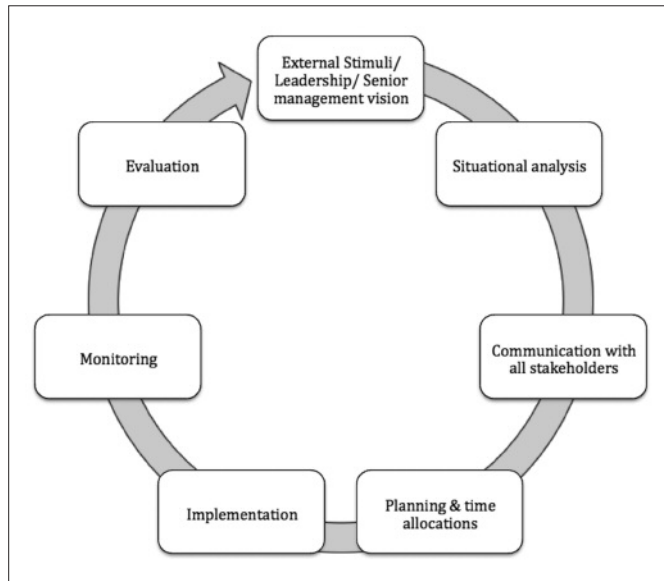 External Stimuli/
Leadership/ Senior
management vision
Situational analysis
Communication with
all stakeholders
Planning & time
allocations
Implementation
Monitoring
Evaluation